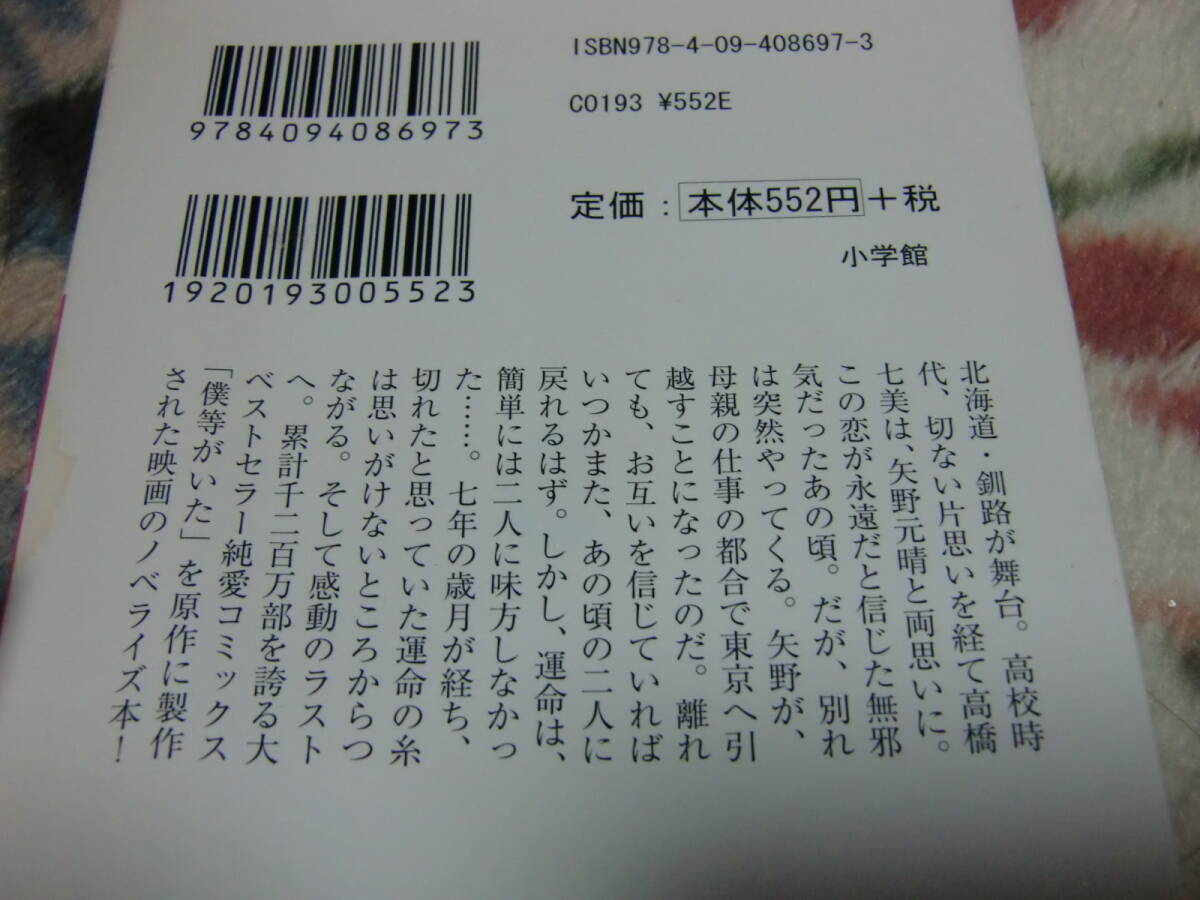 ISBN978-4-09-408697-3
9784094086973
C0193 ¥552E
定価：本体552円＋税
1920193005523
小学館
北海道・釧路が舞台。高校時
代、切ない片思いを経て高橋
七美は、矢野元晴と両思いに。
この恋が永遠だと信じた無邪
気だったあの頃。だが、別れ
は突然やってくる。矢野が、
母親の仕事の都合で東京へ引
越すことになったのだ。離れ
ても、お互いを信じていれば
いつかまた、あの頃の二人に
戻れるはず。しかし、運命は、
簡単には二人に味方しなかっ
た……。七年の歳月が経ち、
切れたと思っていた運命の糸
は思いがけないところからつ
ながる。そして感動のラスト
へ。累計千二百万部を誇る大
ベストセラー純愛コミックス
「僕等がいた」を原作に製作
された映画のノベライズ本！